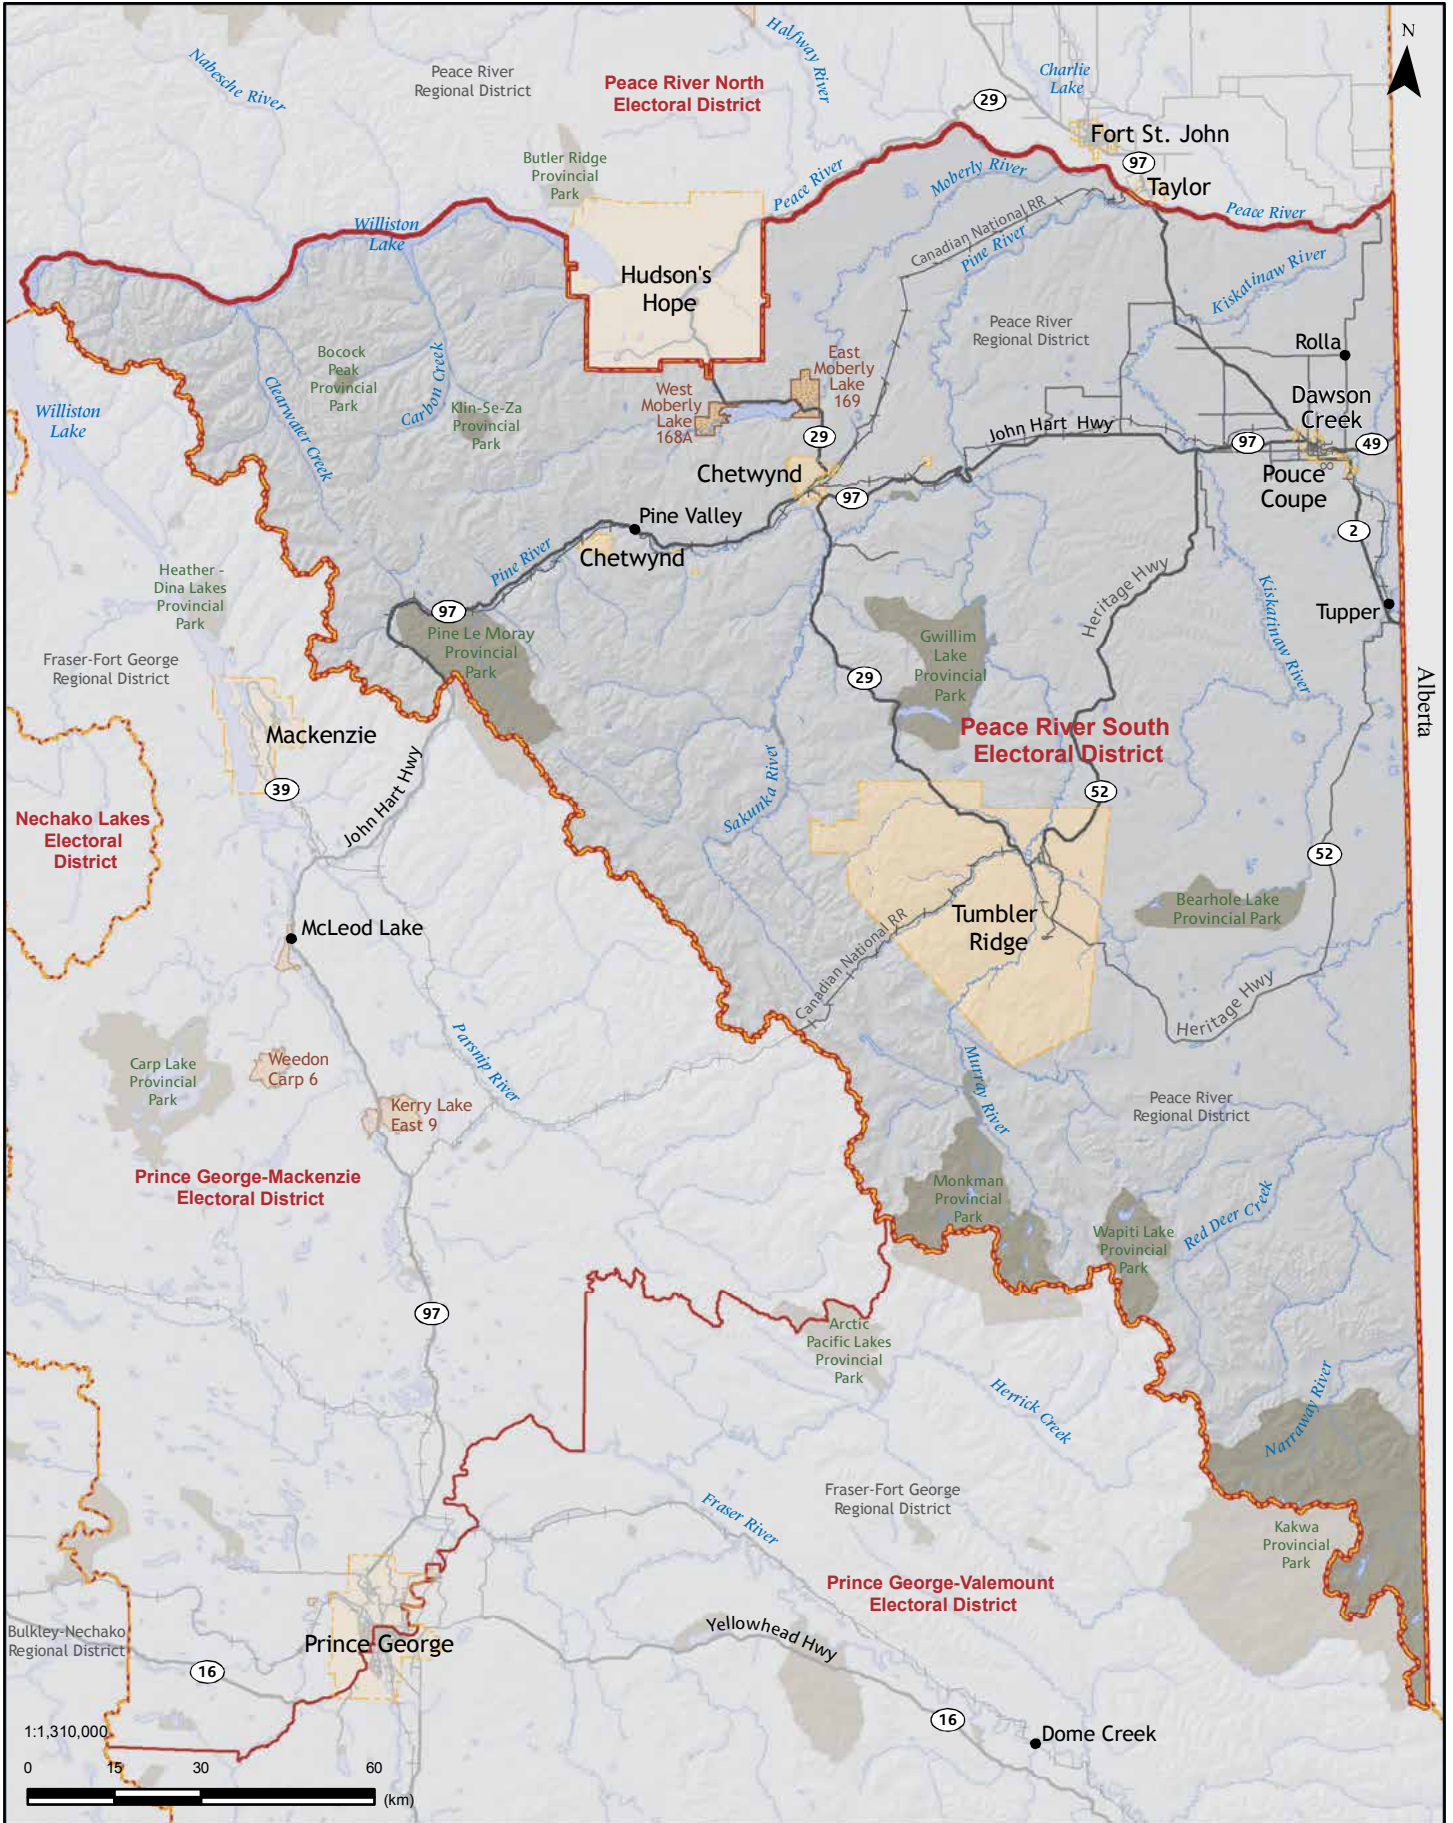 N
Nabesche River
Peace River
Regional District
Peace River North
Electoral District
Halfway River
Charlie
Lake
29
Fort St. John
97
Taylor
Butler Ridge
Provincial
Park
Peace River
Moberly River
Canadian National RR
Pine River
Peace River
Williston
Lake
Hudson's
Hope
Kiskatinaw River
Peace River
Regional District
Rolla
Bocock
Peak
Provincial
Park
Carbon Creek
Clearwater Creek
Klin-Se-Za
Provincial
Park
West
Moberly
Lake
168A
East
Moberly
Lake
169
Dawson
Creek
Williston
Lake
29
John Hart Hwy
97
49
Chetwynd
97
Pouce
Coupe
Pine Valley
2
Pine River
Chetwynd
Heritage Hwy
Kiskatinaw River
Heather -
Dina Lakes
Provincial
Park
97
Tupper
Pine Le Moray
Provincial
Park
Gwillim
Lake
Provincial
Park
Fraser-Fort George
Regional District
29
Alberta
Mackenzie
Peace River South
Electoral District
Sakunka River
39
John Hart Hwy
52
Nechako Lakes
Electoral
District
52
Bearhole Lake
Provincial Park
Tumbler
Ridge
McLeod Lake
Canadian National RR
Heritage Hwy
Parsnip River
Murray River
Carp Lake
Provincial
Park
Weedon
Carp 6
Kerry Lake
East 9
Peace River
Regional District
Prince George-Mackenzie
Electoral District
Monkman
Provincial
Park
Wapiti Lake
Provincial
Park
Red Deer Creek
97
Arctic
Pacific Lakes
Provincial
Park
Herrick Creek
Narraway River
Fraser-Fort George
Regional District
Fraser River
Kakwa
Provincial
Park
Prince George-Valemount
Electoral District
Bulkley-Nechako
Regional District
Prince George
Yellowhead Hwy
16
16
Dome Creek
1:1,310,000
0 15 30 60
(km)